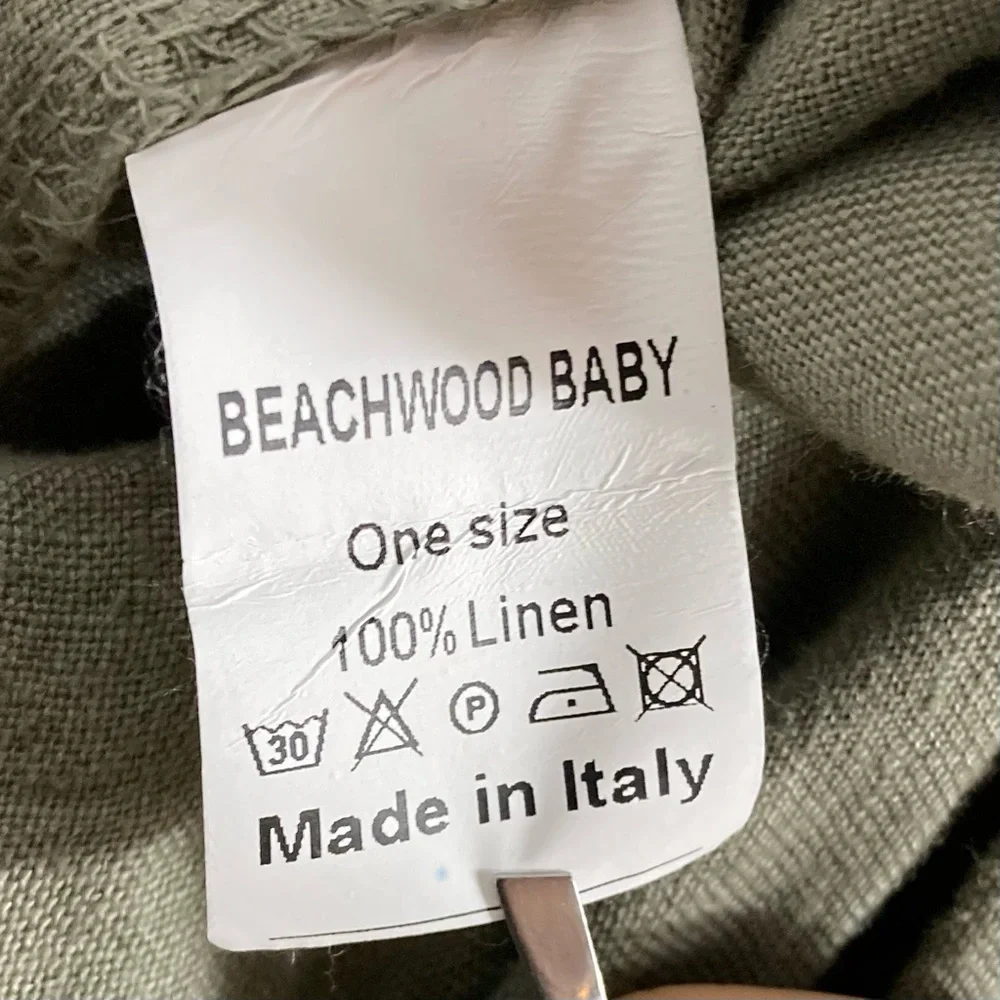 BEACHWOOD BABY
One size
100% Linen
30 P
Made in Italy